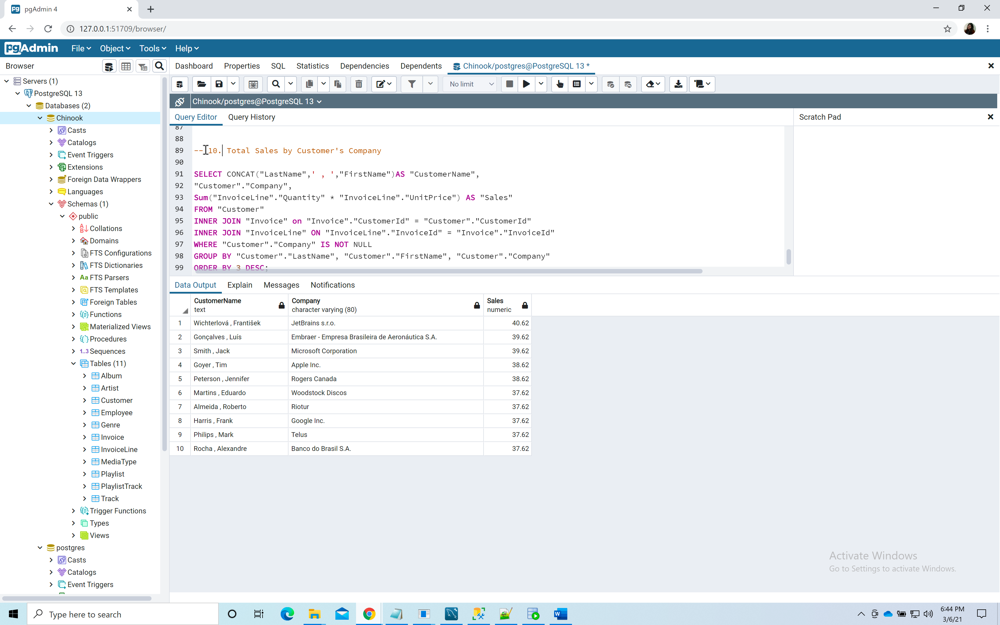 pgAdmin 4
127.0.0.1:51709/browser/
pgAdmin File Object Tools Help
Browser
Dashboard Properties SQL Statistics Dependencies Dependents Chinook/postgres@PostgreSQL 13 *
No limit
Chinook/postgres@PostgreSQL 13
Query Editor Query History
Scratch Pad
Servers (1)
PostgreSQL 13
Databases (2)
Chinook
Casts
Catalogs
Event Triggers
Extensions
Foreign Data Wrappers
Languages
Schemas (1)
public
Collations
Domains
FTS Configurations
FTS Dictionaries
Aa FTS Parsers
FTS Templates
Foreign Tables
Functions
Materialized Views
Procedures
1..3 Sequences
Tables (11)
Album
Artist
Customer
Employee
Genre
Invoice
InvoiceLine
MediaType
Playlist
PlaylistTrack
Track
Trigger Functions
Types
Views
postgres
Casts
Catalogs
Event Triggers
87
88
89 -- 10. Total Sales by Customer's Company
90
91 SELECT CONCAT("LastName",' , ',"FirstName")AS "CustomerName",
92 "Customer"."Company",
93 Sum("InvoiceLine"."Quantity" * "InvoiceLine"."UnitPrice") AS "Sales"
94 FROM "Customer"
95 INNER JOIN "Invoice" on "Invoice"."CustomerId" = "Customer"."CustomerId"
96 INNER JOIN "InvoiceLine" ON "InvoiceLine"."InvoiceId" = "Invoice"."InvoiceId"
97 WHERE "Customer"."Company" IS NOT NULL
98 GROUP BY "Customer"."LastName", "Customer"."FirstName", "Customer"."Company"
99 ORDER BY 3 DESC;
Data Output Explain Messages Notifications
CustomerName Company Sales
text character varying (80) numeric
1 Wichterlová , František JetBrains s.r.o. 40.62
2 Gonçalves , Luís Embraer - Empresa Brasileira de Aeronáutica S.A. 39.62
3 Smith , Jack Microsoft Corporation 39.62
4 Goyer , Tim Apple Inc. 38.62
5 Peterson , Jennifer Rogers Canada 38.62
6 Martins , Eduardo Woodstock Discos 37.62
7 Almeida , Roberto Riotur 37.62
8 Harris , Frank Google Inc. 37.62
9 Philips , Mark Telus 37.62
10 Rocha , Alexandre Banco do Brasil S.A. 37.62
Activate Windows
Go to Settings to activate Windows.
Type here to search
6:44 PM
3/6/21